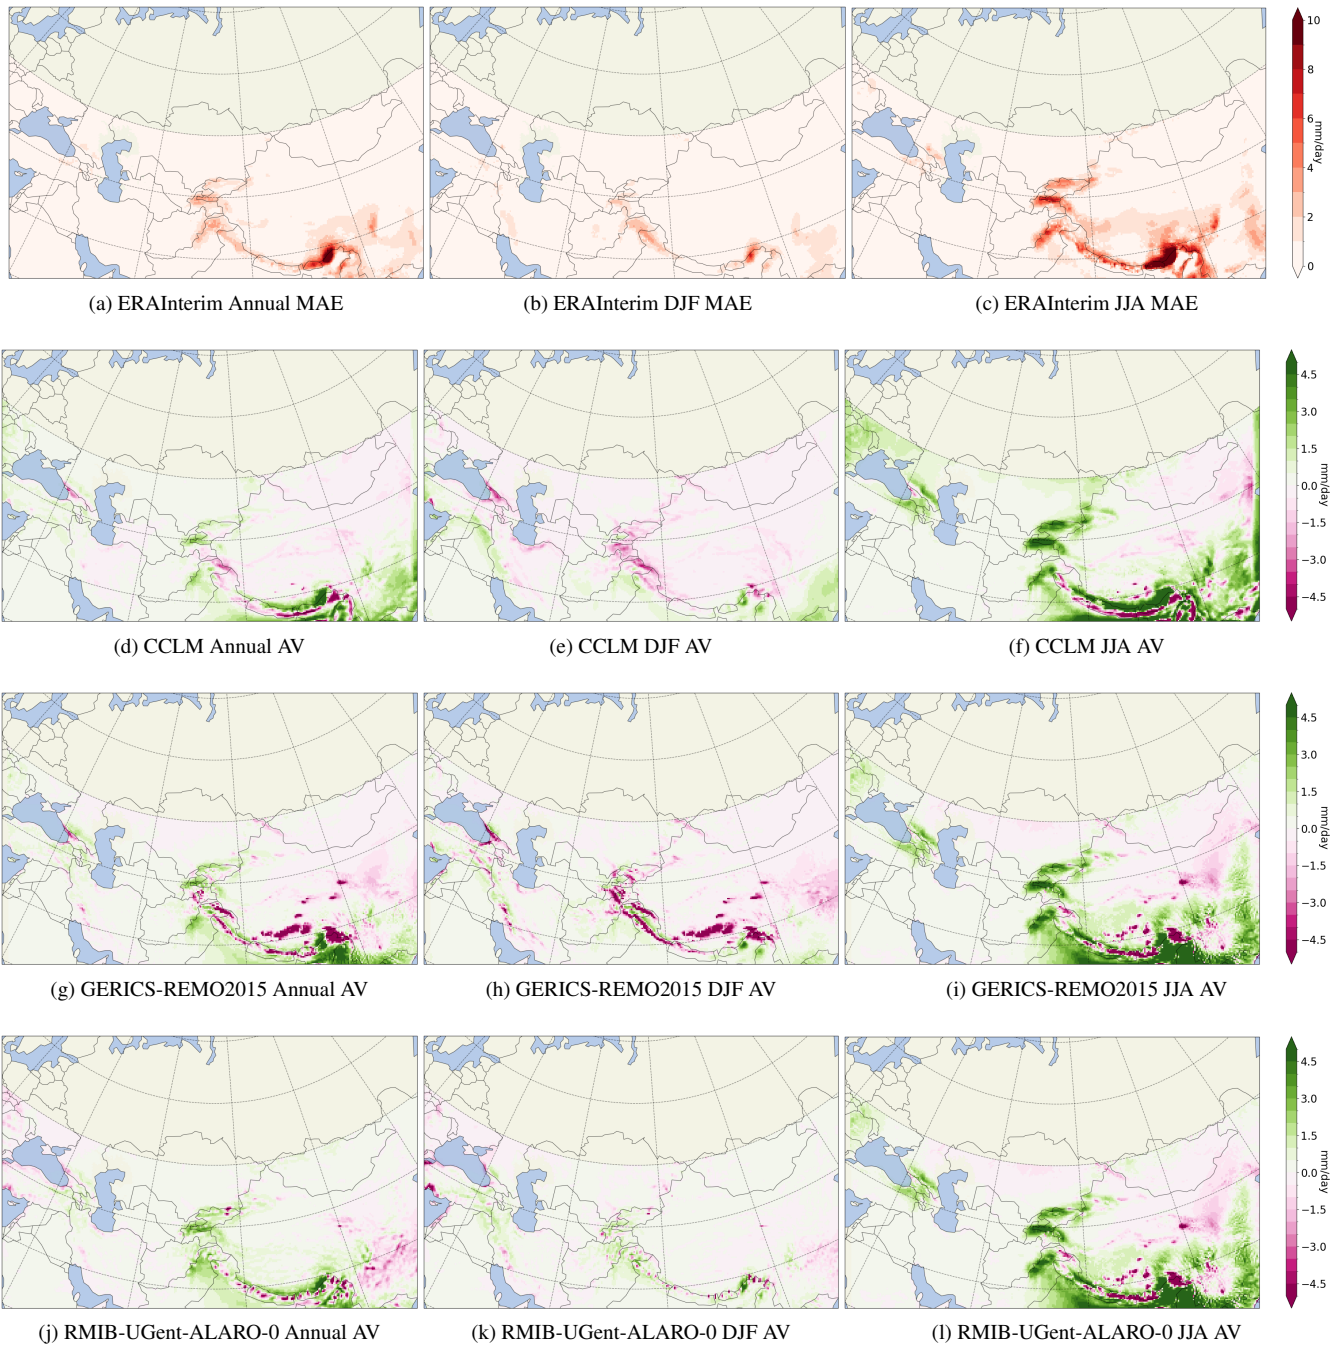 10
8
6
4
2
0
mm/day
(a) ERAInterim Annual MAE
(b) ERAInterim DJF MAE
(c) ERAInterim JJA MAE
4.5
3.0
1.5
0.0
−1.5
−3.0
−4.5
mm/day
(d) CCLM Annual AV
(e) CCLM DJF AV
(f) CCLM JJA AV
4.5
3.0
1.5
0.0
−1.5
−3.0
−4.5
mm/day
(g) GERICS-REMO2015 Annual AV
(h) GERICS-REMO2015 DJF AV
(i) GERICS-REMO2015 JJA AV
4.5
3.0
1.5
0.0
−1.5
−3.0
−4.5
mm/day
(j) RMIB-UGent-ALARO-0 Annual AV
(k) RMIB-UGent-ALARO-0 DJF AV
(l) RMIB-UGent-ALARO-0 JJA AV